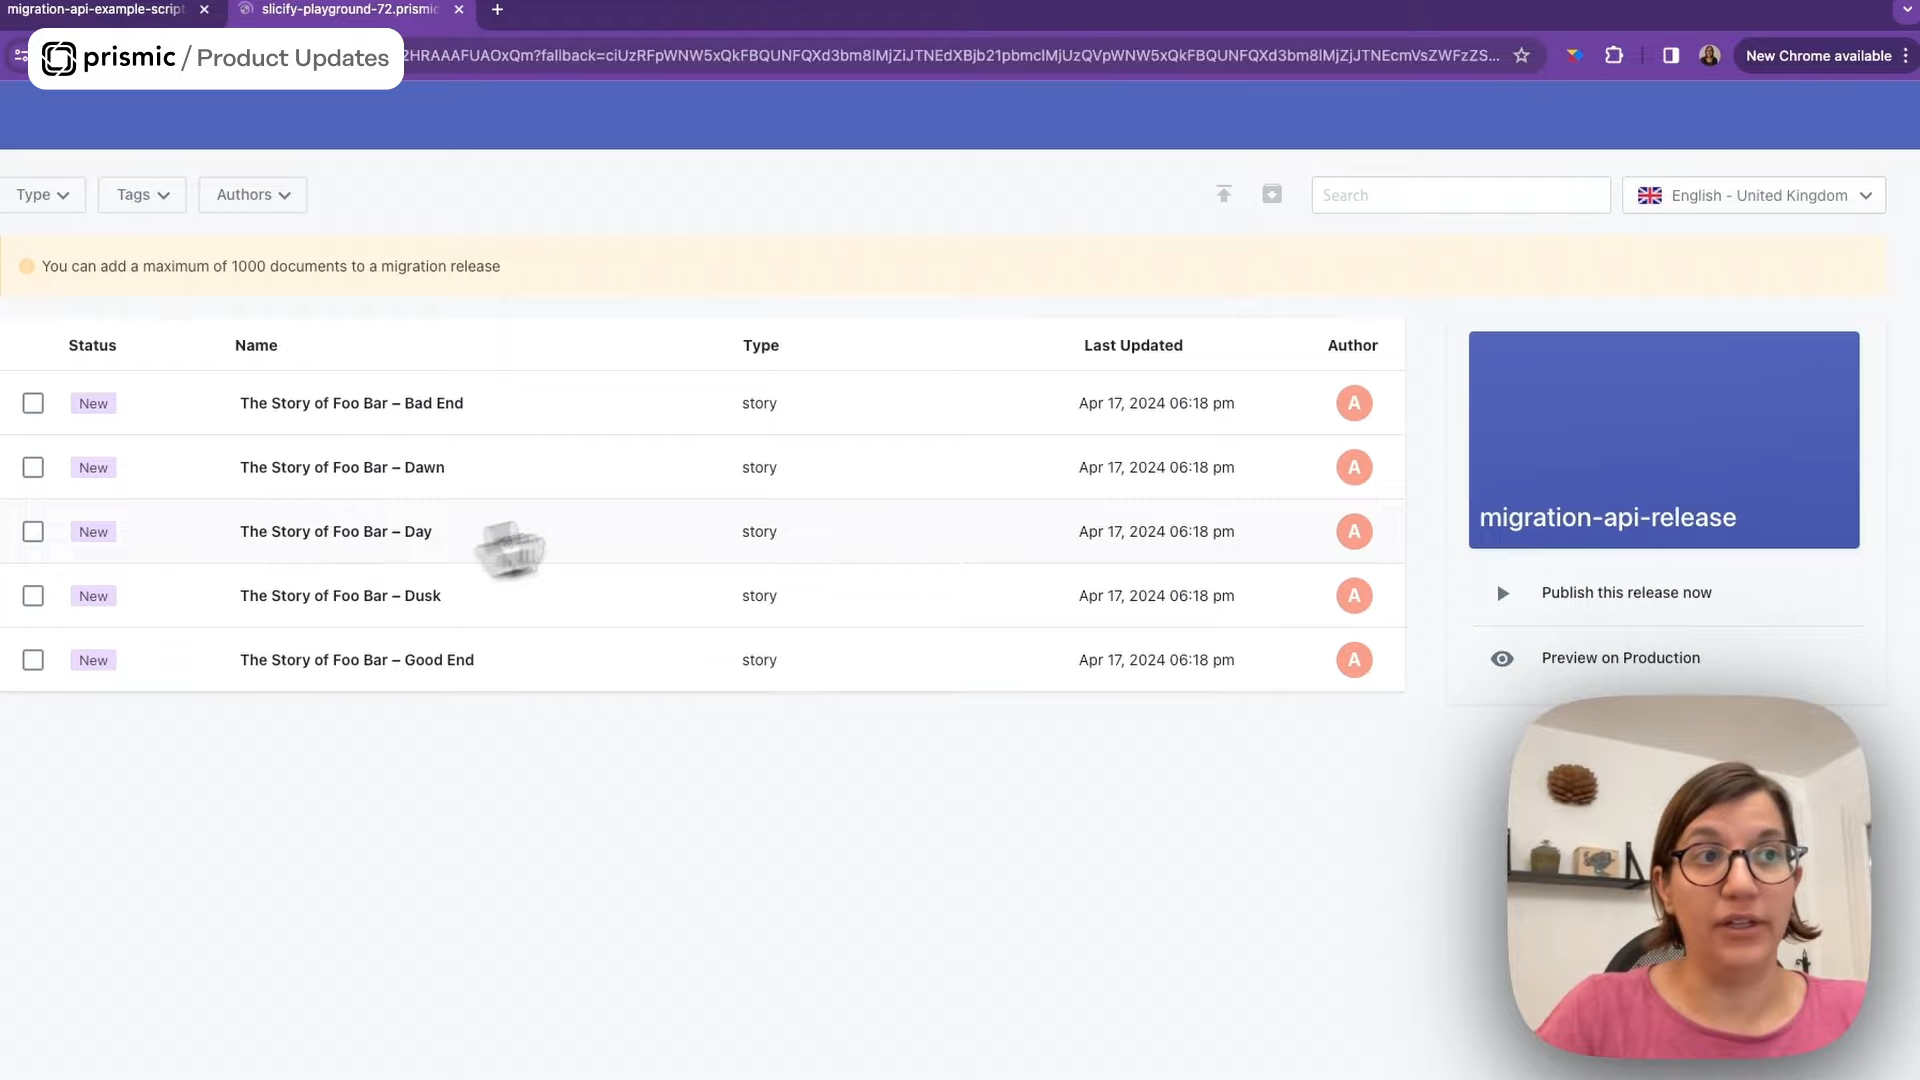 migration-api-example-script
slicify-playground-72.prismic
prismic / Product Updates
2HRAAAFUAOxQm?fallback=ciUzRFpWNW5xQkFBQUNFQXd3bm8lMjZiJTNEdXBjb21pbmclMjUzQVpWNW5xQkFBQUNFQXd3bm8lMjZjJTNEcmVsZWFzZS...
New Chrome available
Type
Tags
Authors
Search
English - United Kingdom
You can add a maximum of 1000 documents to a migration release
Status Name Type Last Updated Author
New The Story of Foo Bar – Bad End story Apr 17, 2024 06:18 pm A
New The Story of Foo Bar – Dawn story Apr 17, 2024 06:18 pm A
New The Story of Foo Bar – Day story Apr 17, 2024 06:18 pm A
New The Story of Foo Bar – Dusk story Apr 17, 2024 06:18 pm A
New The Story of Foo Bar – Good End story Apr 17, 2024 06:18 pm A
migration-api-release
Publish this release now
Preview on Production